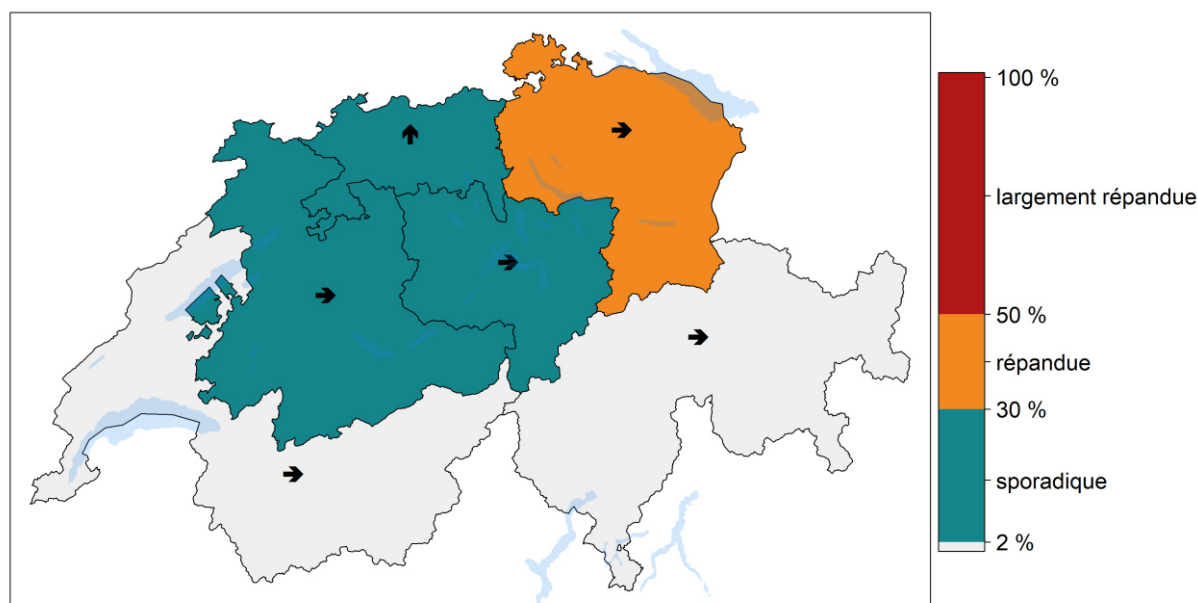 100 %
largement répandue
50 %
répandue
30 %
sporadique
2 %